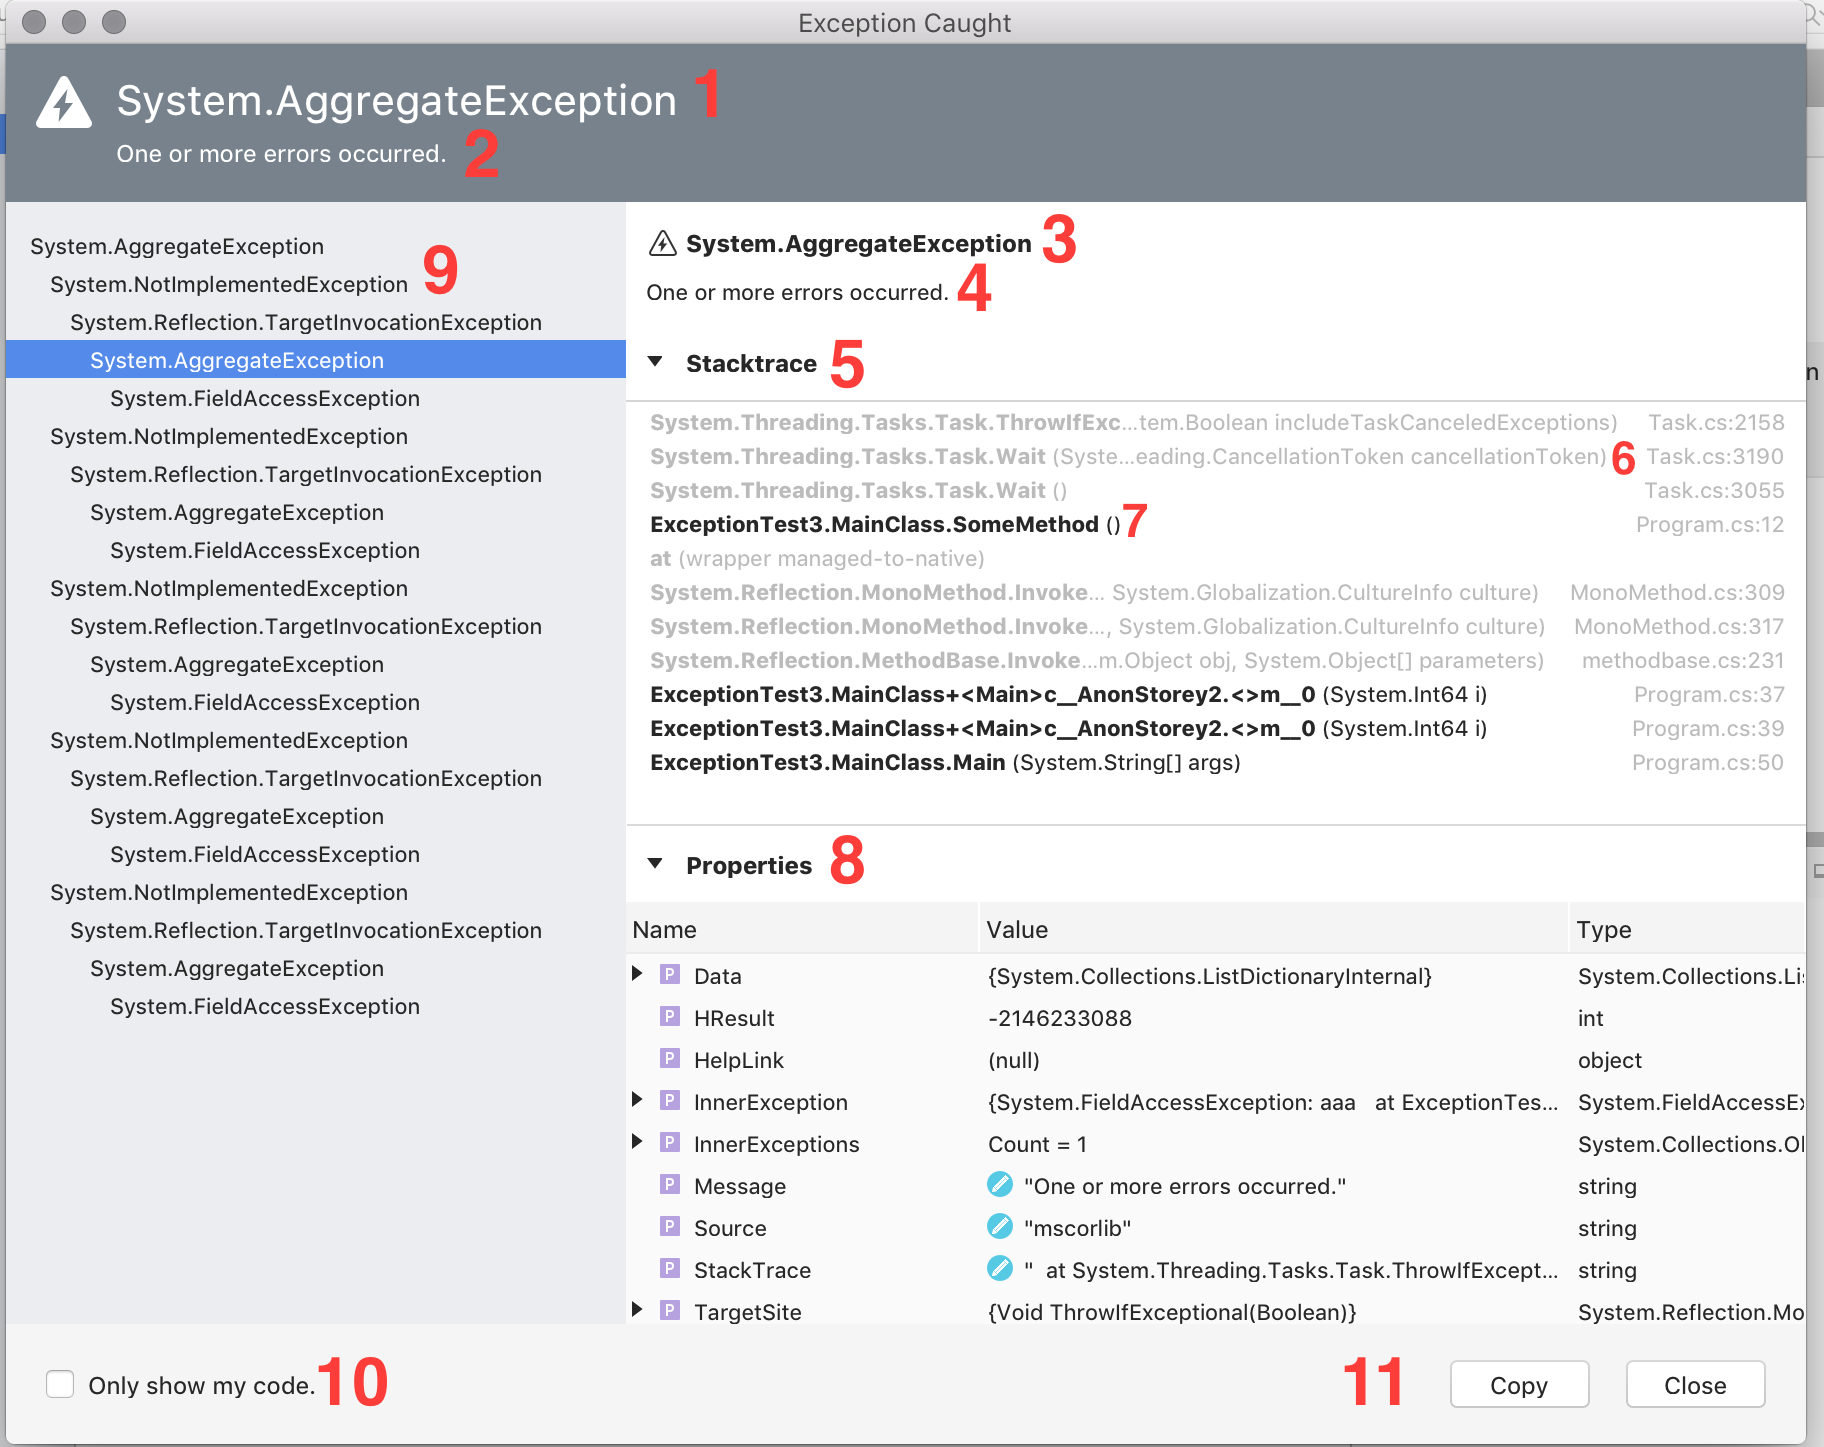 Exception Caught
System.AggregateException 1
One or more errors occurred. 2
System.AggregateException
System.NotImplementedException 9
System.Reflection.TargetInvocationException
System.AggregateException
System.FieldAccessException
System.NotImplementedException
System.Reflection.TargetInvocationException
System.AggregateException
System.FieldAccessException
System.NotImplementedException
System.Reflection.TargetInvocationException
System.AggregateException
System.FieldAccessException
System.NotImplementedException
System.Reflection.TargetInvocationException
System.AggregateException
System.FieldAccessException
System.NotImplementedException
System.Reflection.TargetInvocationException
System.AggregateException
System.FieldAccessException
System.AggregateException 3
One or more errors occurred. 4
Stacktrace 5
System.Threading.Tasks.Task.ThrowIfExc...tem.Boolean includeTaskCanceledExceptions) Task.cs:2158
System.Threading.Tasks.Task.Wait (Syste...eading.CancellationToken cancellationToken) 6 Task.cs:3190
System.Threading.Tasks.Task.Wait () Task.cs:3055
ExceptionTest3.MainClass.SomeMethod () 7 Program.cs:12
at (wrapper managed-to-native)
System.Reflection.MonoMethod.Invoke... System.Globalization.CultureInfo culture) MonoMethod.cs:309
System.Reflection.MonoMethod.Invoke..., System.Globalization.CultureInfo culture) MonoMethod.cs:317
System.Reflection.MethodBase.Invoke...m.Object obj, System.Object[] parameters) methodbase.cs:231
ExceptionTest3.MainClass+<Main>c__AnonStorey2.<>m__0 (System.Int64 i) Program.cs:37
ExceptionTest3.MainClass+<Main>c__AnonStorey2.<>m__0 (System.Int64 i) Program.cs:39
ExceptionTest3.MainClass.Main (System.String[] args) Program.cs:50
Properties 8
Name Value Type
P Data {System.Collections.ListDictionaryInternal} System.Collections.Li
P HResult -2146233088 int
P HelpLink (null) object
P InnerException {System.FieldAccessException: aaa at ExceptionTes... System.FieldAccessEx
P InnerExceptions Count = 1 System.Collections.Ol
P Message "One or more errors occurred." string
P Source "mscorlib" string
P StackTrace " at System.Threading.Tasks.Task.ThrowIfExcept... string
P TargetSite {Void ThrowIfExceptional(Boolean)} System.Reflection.Mo
Only show my code. 10
11 Copy Close